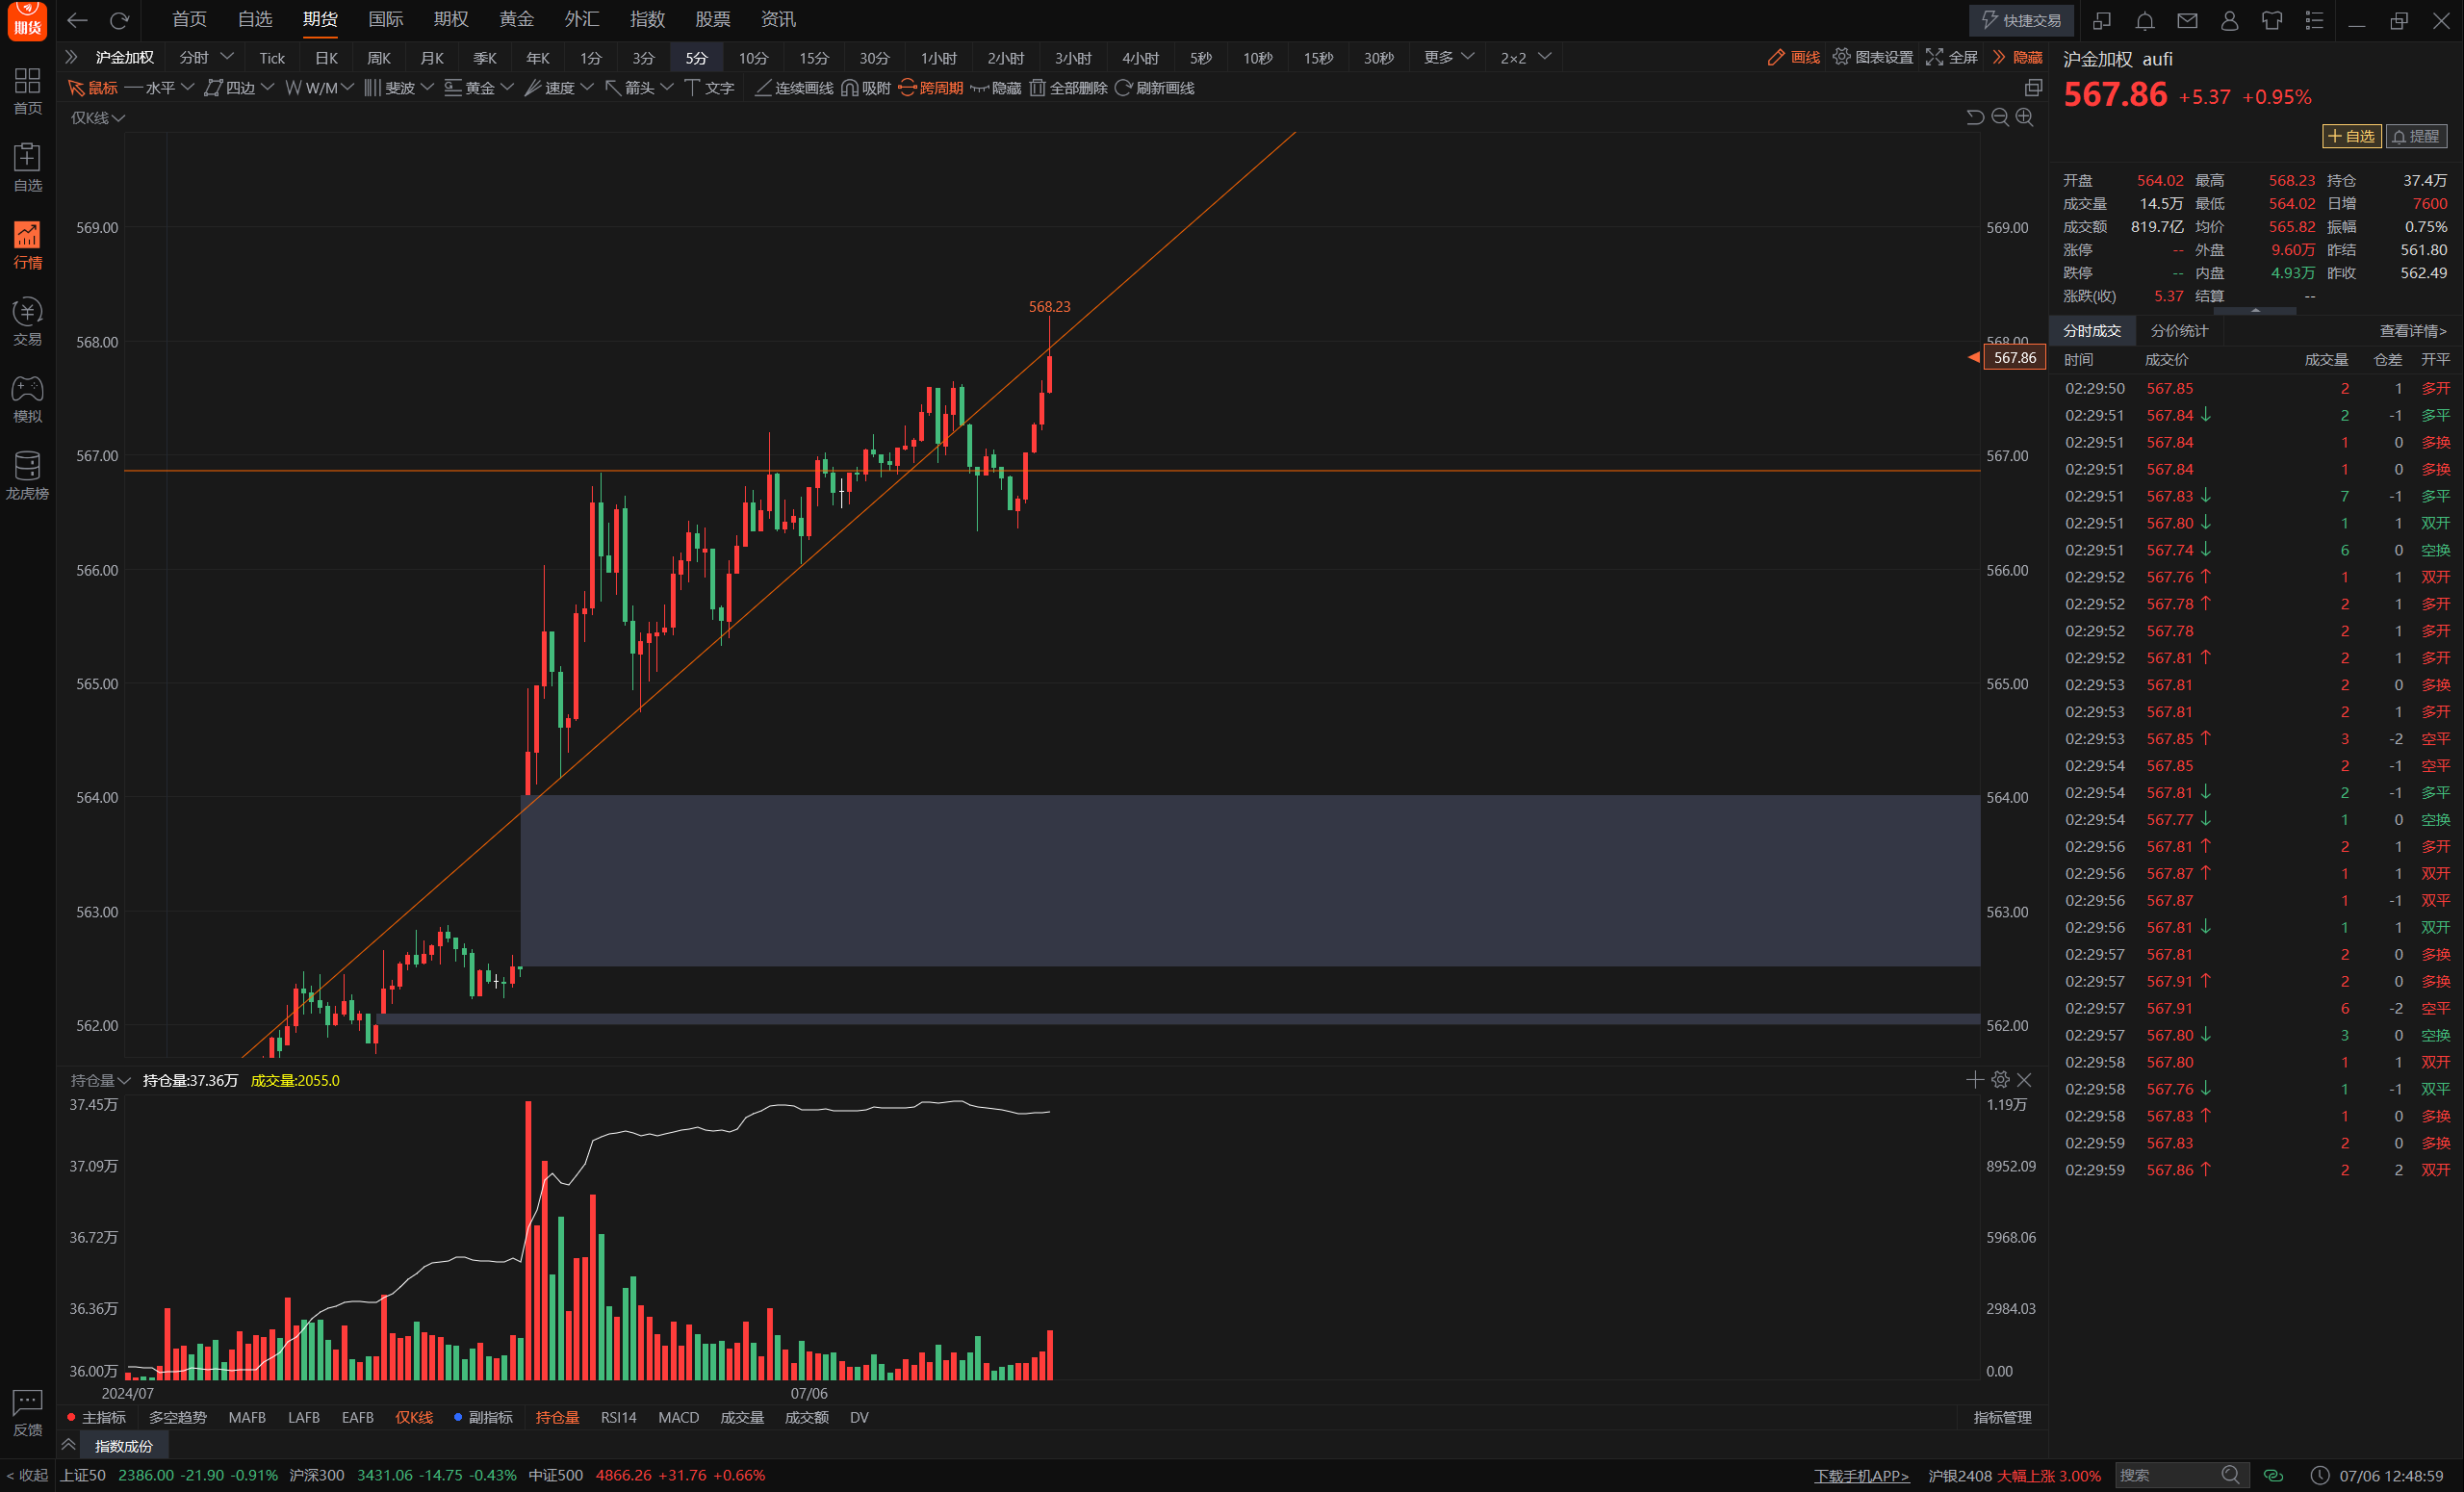 期货 首页 自选 期货 国际 期权 黄金 外汇 指数 股票 资讯 快捷交易
沪金加权 分时 Tick 日K 周K 月K 季K 年K 1分 3分 5分 10分 15分 30分 1小时 2小时 3小时 4小时 5秒 10秒 15秒 30秒 更多 2×2 画线 图表设置 全屏 隐藏
鼠标 水平 四边 W/M 斐波 黄金 速度 箭头 文字 连续画线 吸附 跨周期 隐藏 全部删除 刷新画线
仅K线
首页
自选
行情
交易
模拟
龙虎榜
反馈
< 收起
569.00 569.00
568.23
568.00 568.00
567.86
567.00 567.00
566.00 566.00
565.00 565.00
564.00 564.00
563.00 563.00
562.00 562.00
持仓量 持仓量:37.36万 成交量:2055.0
37.45万 1.19万
37.09万 8952.09
36.72万 5968.06
36.36万 2984.03
36.00万 0.00
2024/07 07/06
主指标 多空趋势 MAFB LAFB EAFB 仅K线 副指标 持仓量 RSI14 MACD 成交量 成交额 DV 指标管理
指数成份
沪金加权 aufi
567.86 +5.37 +0.95%
自选 提醒
开盘 564.02 最高 568.23 持仓 37.4万
成交量 14.5万 最低 564.02 日增 7600
成交额 819.7亿 均价 565.82 振幅 0.75%
涨停 -- 外盘 9.60万 昨结 561.80
跌停 -- 内盘 4.93万 昨收 562.49
涨跌(收) 5.37 结算 --
分时成交 分价统计 查看详情>
时间 成交价 成交量 仓差 开平
02:29:50 567.85 2 1 多开
02:29:51 567.84 ↓ 2 -1 多平
02:29:51 567.84 1 0 多换
02:29:51 567.84 1 0 多换
02:29:51 567.83 ↓ 7 -1 多平
02:29:51 567.80 ↓ 1 1 双开
02:29:51 567.74 ↓ 6 0 空换
02:29:52 567.76 ↑ 1 1 双开
02:29:52 567.78 ↑ 2 1 多开
02:29:52 567.78 2 1 多开
02:29:52 567.81 ↑ 2 1 多开
02:29:53 567.81 2 0 多换
02:29:53 567.81 2 1 多开
02:29:53 567.85 ↑ 3 -2 空平
02:29:54 567.85 2 -1 空平
02:29:54 567.81 ↓ 2 -1 多平
02:29:54 567.77 ↓ 1 0 空换
02:29:56 567.81 ↑ 2 1 多开
02:29:56 567.87 ↑ 1 1 双开
02:29:56 567.87 1 -1 双平
02:29:56 567.81 ↓ 1 1 双开
02:29:57 567.81 2 0 多换
02:29:57 567.91 ↑ 2 0 多换
02:29:57 567.91 6 -2 空平
02:29:57 567.80 ↓ 3 0 空换
02:29:58 567.80 1 1 双开
02:29:58 567.76 ↓ 1 -1 双平
02:29:58 567.83 ↑ 1 0 多换
02:29:59 567.83 2 0 多换
02:29:59 567.86 ↑ 2 2 双开
上证50 2386.00 -21.90 -0.91% 沪深300 3431.06 -14.75 -0.43% 中证500 4866.26 +31.76 +0.66% 下载手机APP> 沪银2408 大幅上涨 3.00% 搜索 07/06 12:48:59